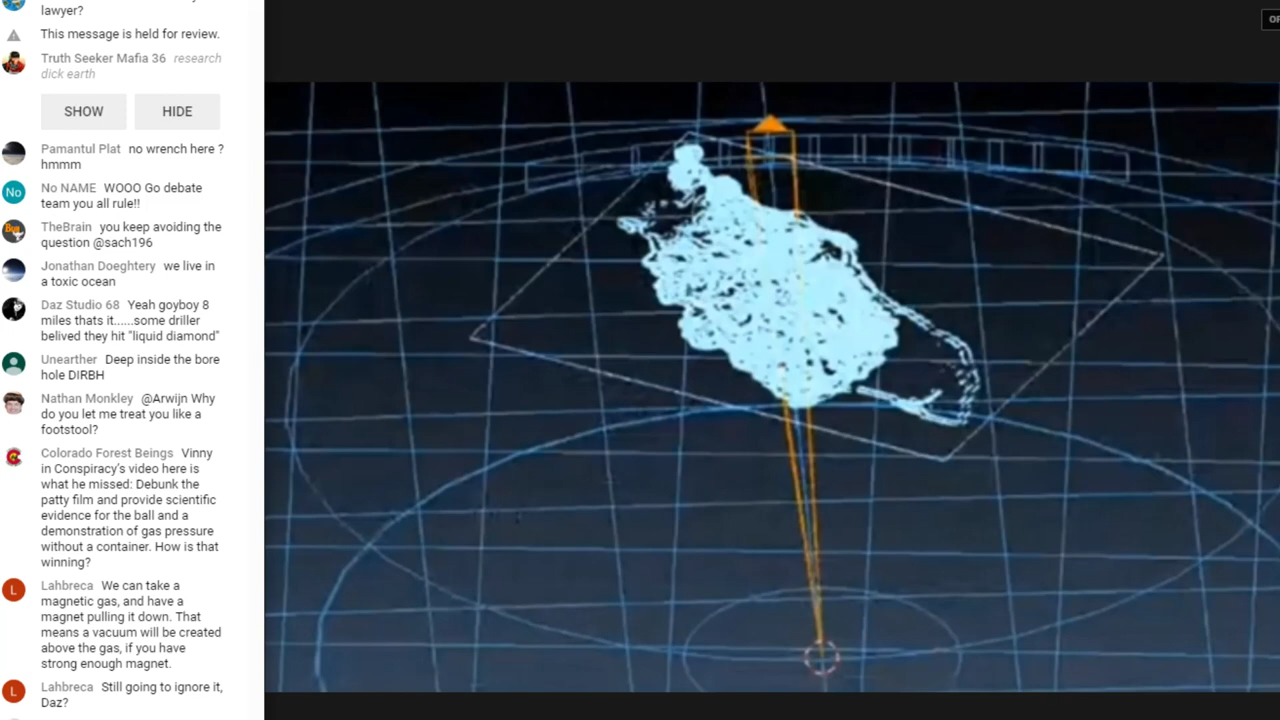 lawyer?
This message is held for review.
Truth Seeker Mafia 36 research
dick earth
SHOW HIDE
Pamantul Plat no wrench here ?
hmmm
No
No NAME WOOO Go debate
team you all rule!!
TheBrain you keep avoiding the
question @sach196
Jonathan Doeghtery we live in
a toxic ocean
Daz Studio 68 Yeah goyboy 8
miles thats it......some driller
belived they hit "liquid diamond"
Unearther Deep inside the bore
hole DIRBH
Nathan Monkley @Arwijn Why
do you let me treat you like a
footstool?
Colorado Forest Beings Vinny
in Conspiracy's video here is
what he missed: Debunk the
patty film and provide scientific
evidence for the ball and a
demonstration of gas pressure
without a container. How is that
winning?
L
Lahbreca We can take a
magnetic gas, and have a
magnet pulling it down. That
means a vacuum will be created
above the gas, if you have
strong enough magnet.
L
Lahbreca Still going to ignore it,
Daz?